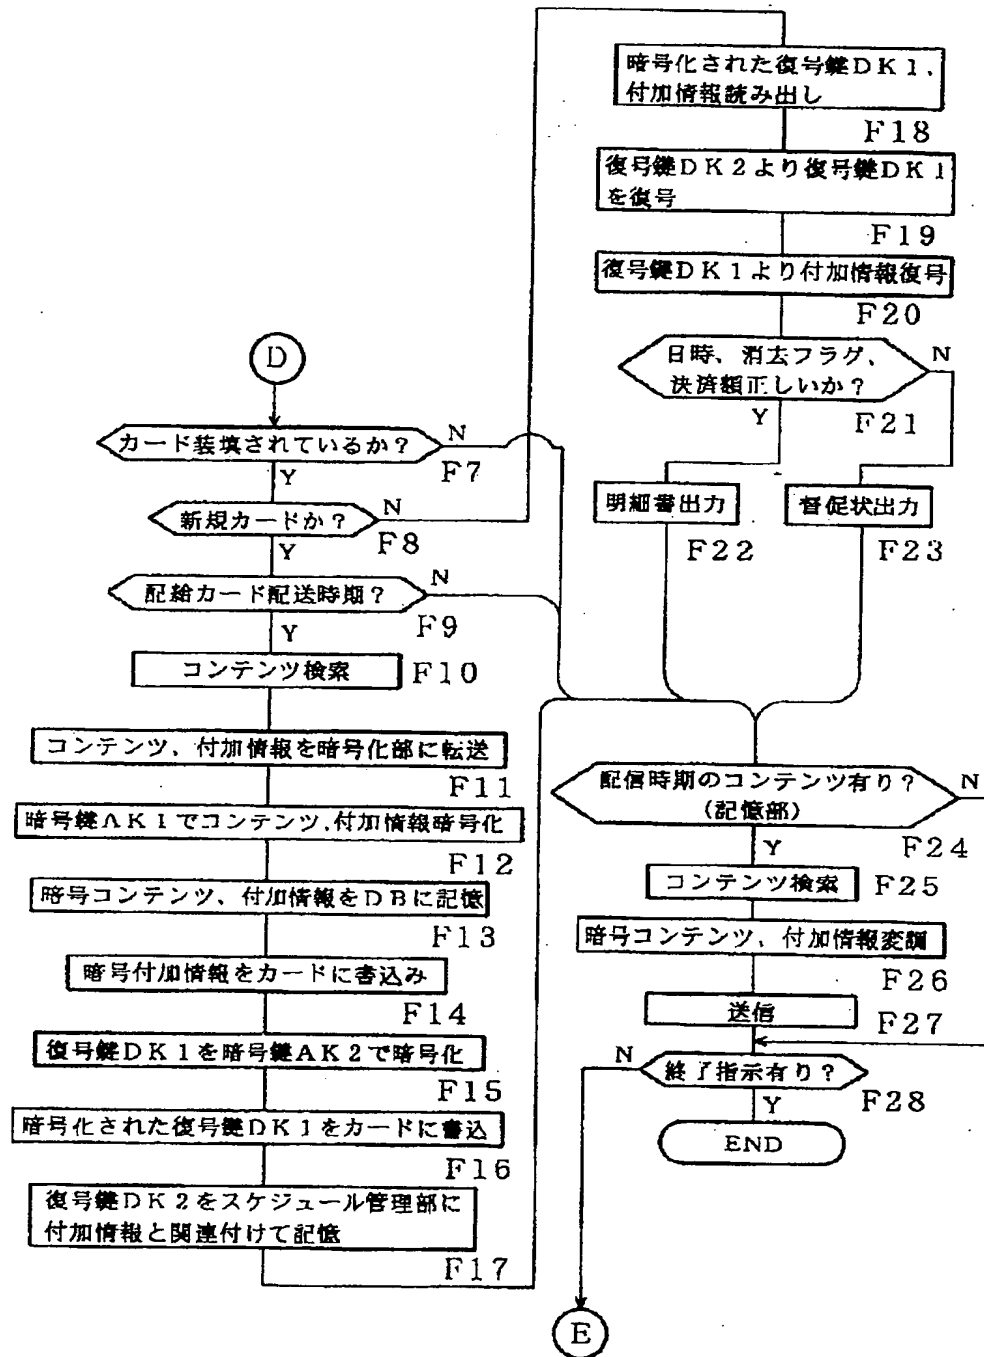 D
カード装填されているか？
N
F7
Y
新規カードか？
N
F8
Y
配給カード配送時期？
N
F9
Y
コンテンツ検索
F10
コンテンツ、付加情報を暗号化部に転送
F11
暗号鍵AK1でコンテンツ,付加情報暗号化
F12
暗号コンテンツ、付加情報をDBに記憶
F13
暗号付加情報をカードに書込み
F14
復号鍵DK1を暗号鍵AK2で暗号化
F15
暗号化された復号鍵DK1をカードに書込
F16
復号鍵DK2をスケジュール管理部に
付加情報と関連付けて記憶
F17
暗号化された復号鍵DK1、
付加情報読み出し
F18
復号鍵DK2より復号鍵DK1
を復号
F19
復号鍵DK1より付加情報復号
F20
日時、消去フラグ、
決済額正しいか？
N
Y
F21
明細書出力
F22
督促状出力
F23
配信時期のコンテンツ有り？
(記憶部)
N
F24
Y
コンテンツ検索
F25
暗号コンテンツ、付加情報変調
F26
送信
F27
N
終了指示有り？
F28
Y
END
E